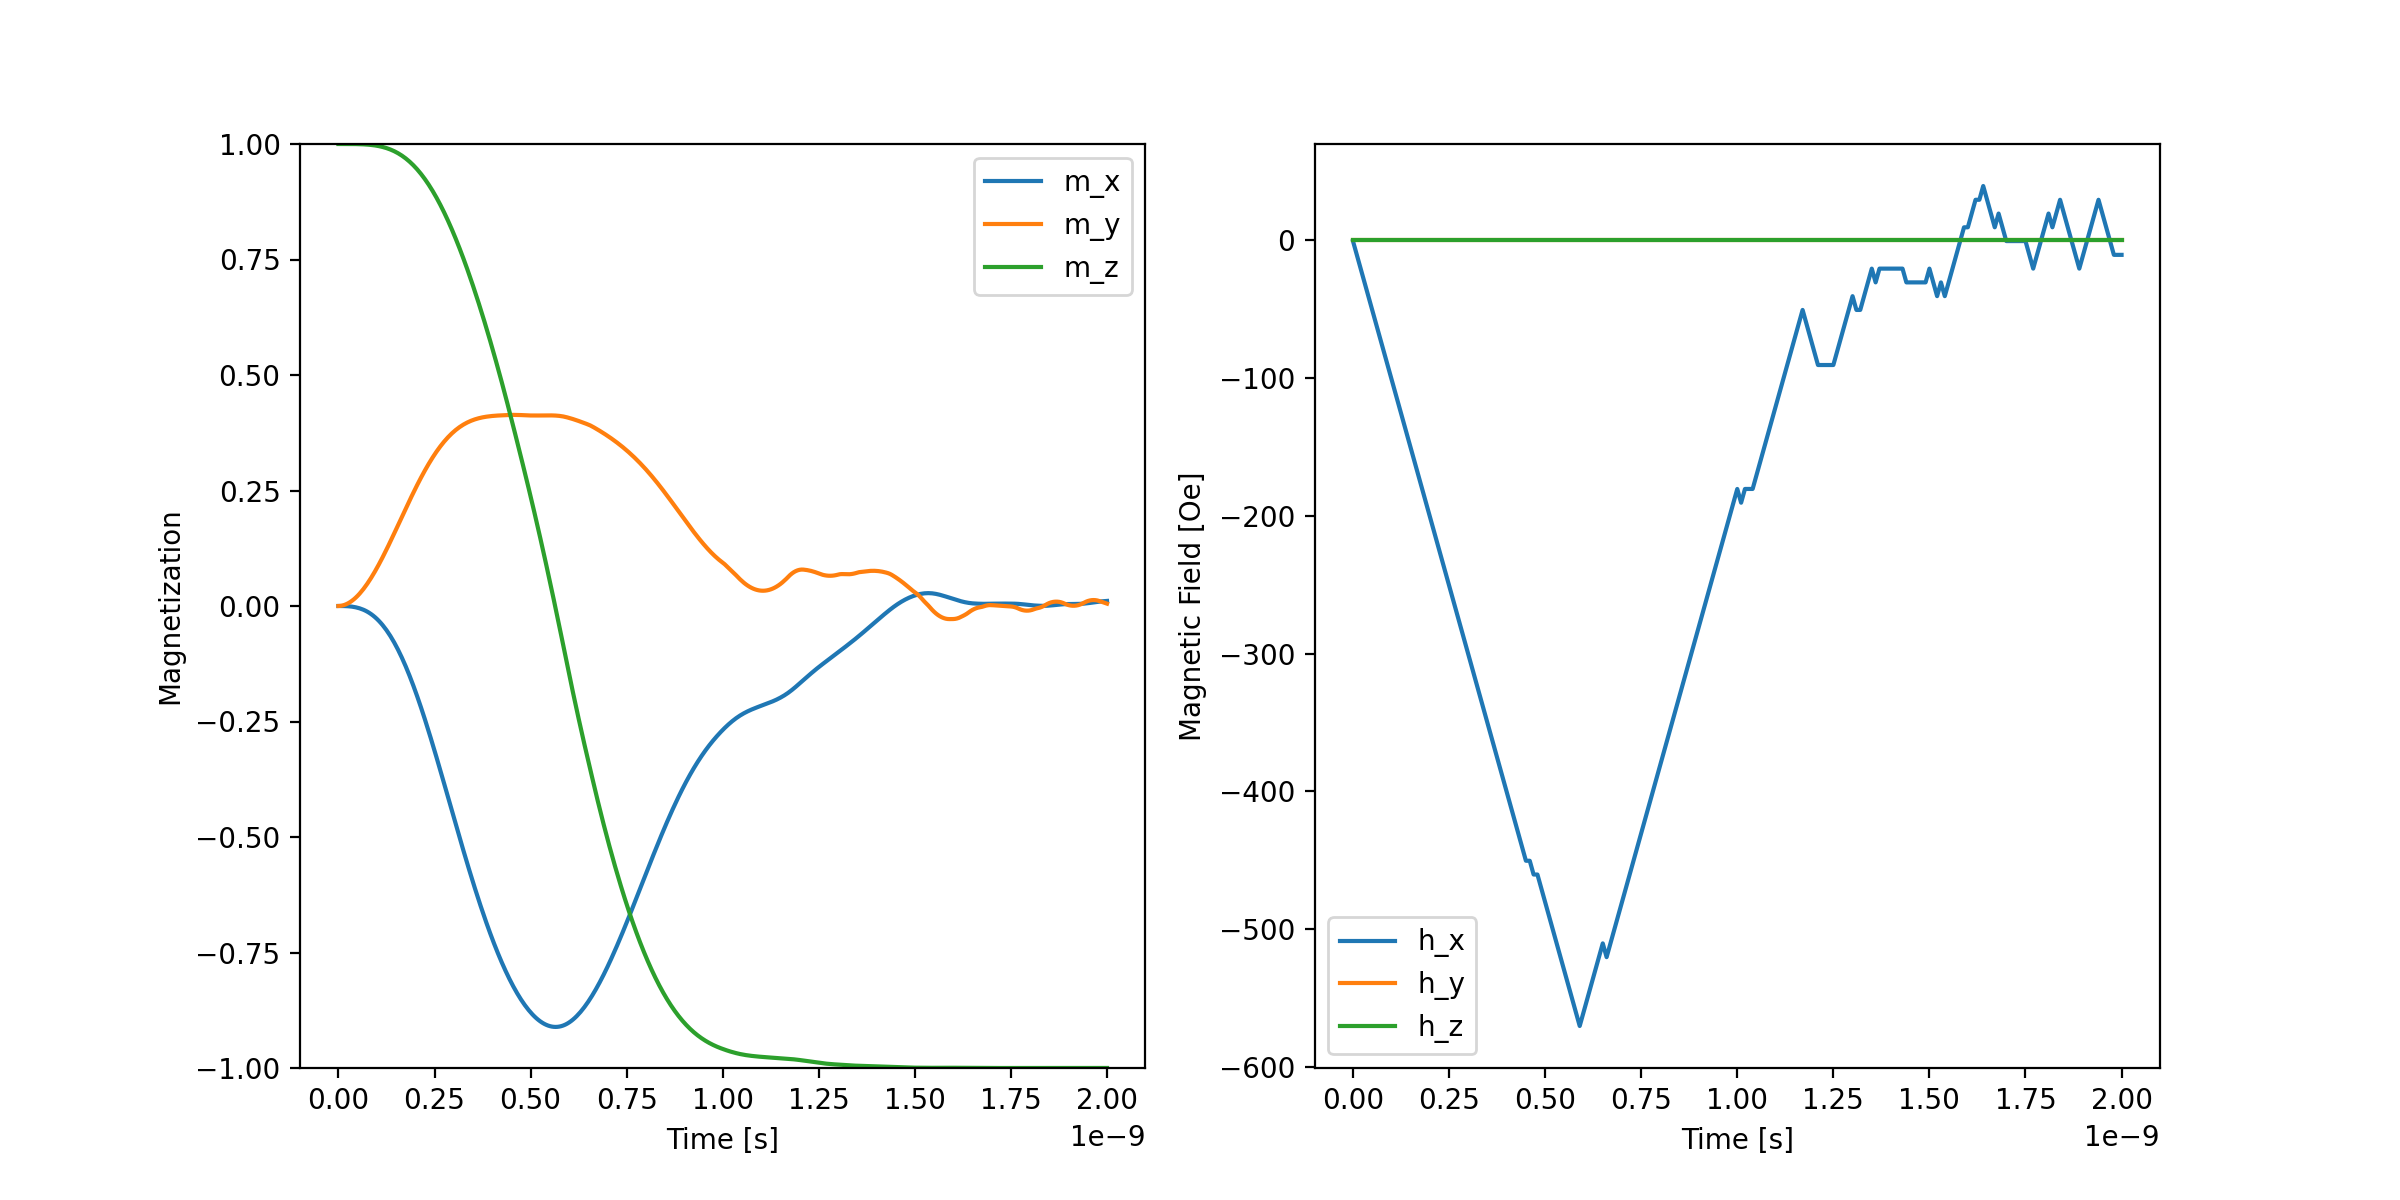 1.00
0.75
0.50
0.25
0.00
−0.25
−0.50
−0.75
−1.00
Magnetization
m_x
m_y
m_z
0.00 0.25 0.50 0.75 1.00 1.25 1.50 1.75 2.00
Time [s]
1e−9
0
−100
−200
−300
−400
−500
−600
Magnetic Field [Oe]
h_x
h_y
h_z
0.00 0.25 0.50 0.75 1.00 1.25 1.50 1.75 2.00
Time [s]
1e−9